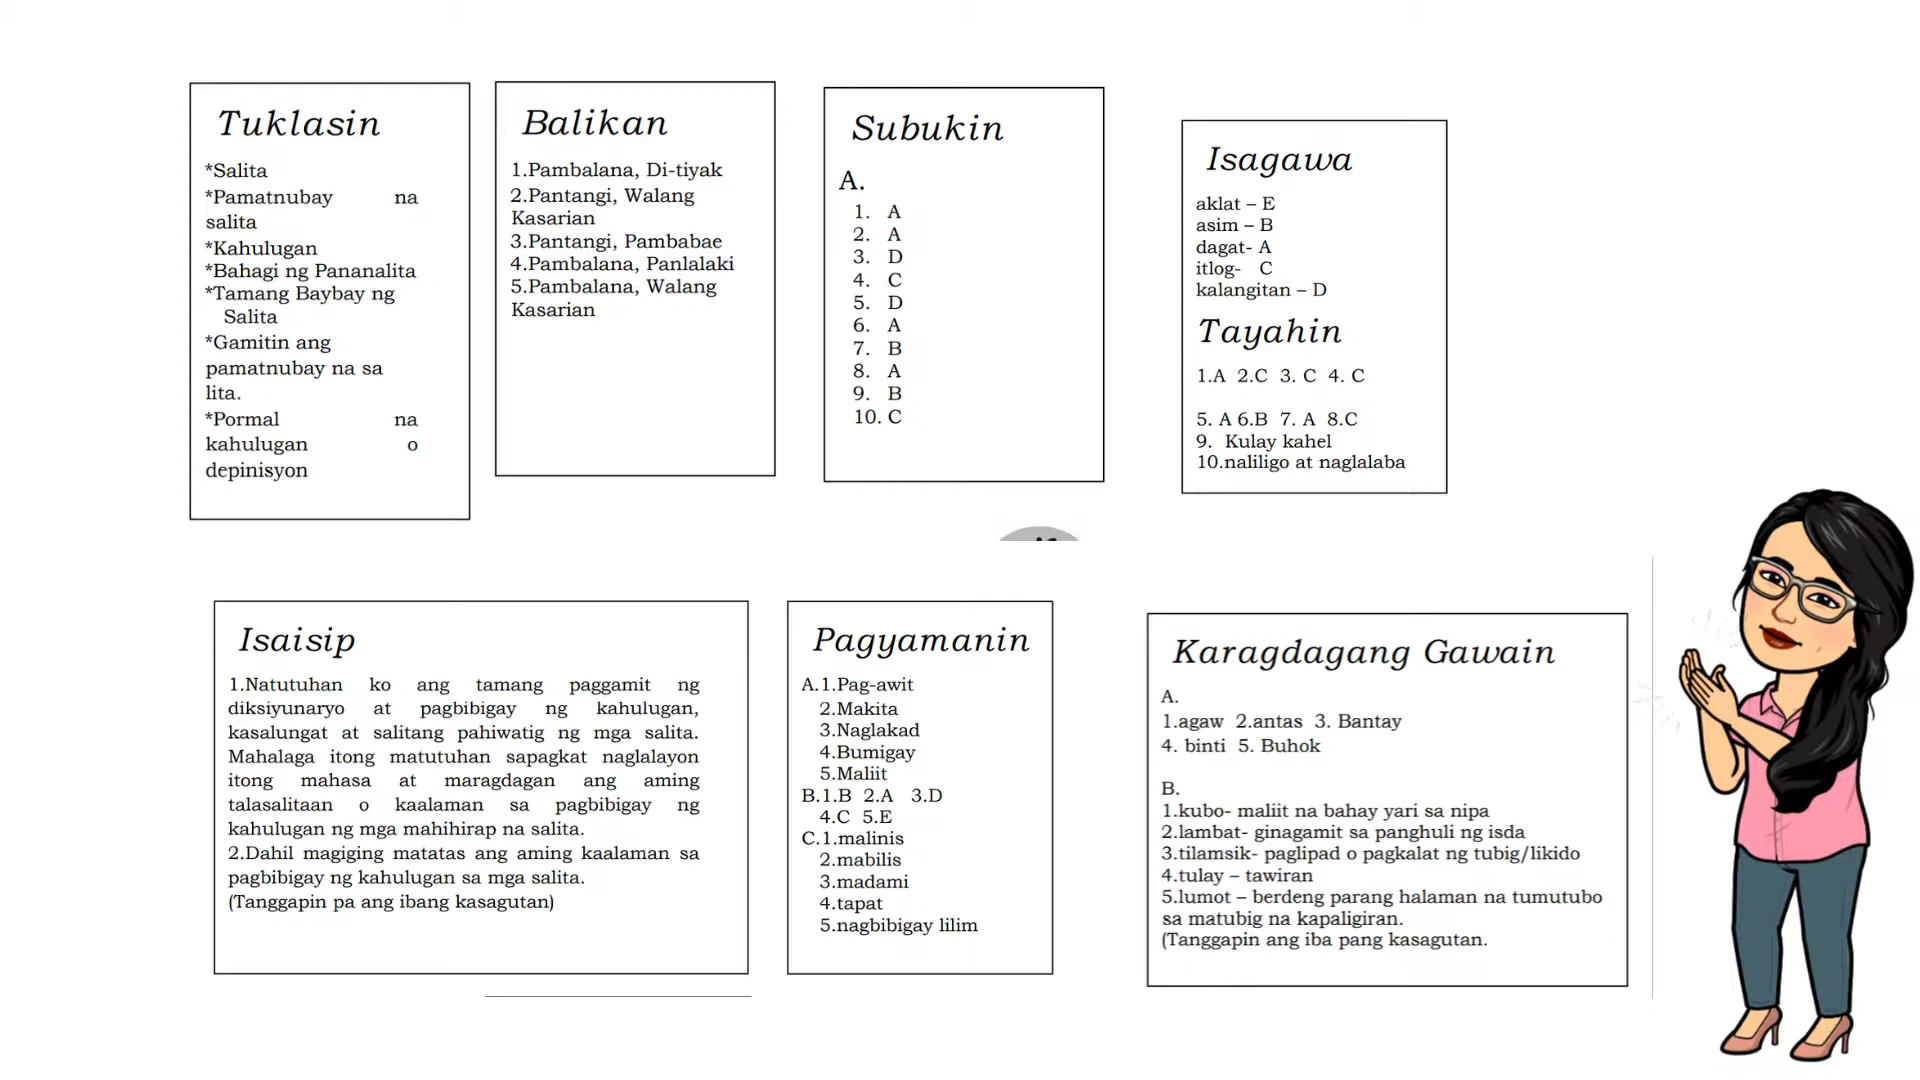 Tuklasin
*Salita
*Pamatnubay na
salita
*Kahulugan
*Bahagi ng Pananalita
*Tamang Baybay ng
Salita
*Gamitin ang
pamatnubay na sa
lita.
*Pormal na
kahulugan o
depinisyon
Balikan
1.Pambalana, Di-tiyak
2.Pantangi, Walang
Kasarian
3.Pantangi, Pambabae
4.Pambalana, Panlalaki
5.Pambalana, Walang
Kasarian
Subukin
A.
1. A
2. A
3. D
4. C
5. D
6. A
7. B
8. A
9. B
10. C
Isagawa
aklat – E
asim – B
dagat- A
itlog- C
kalangitan – D
Tayahin
1.A 2.C 3. C 4. C
5. A 6.B 7. A 8.C
9. Kulay kahel
10.naliligo at naglalaba
Isaisip
1.Natutuhan ko ang tamang paggamit ng
diksiyunaryo at pagbibigay ng kahulugan,
kasalungat at salitang pahiwatig ng mga salita.
Mahalaga itong matutuhan sapagkat naglalayon
itong mahasa at maragdagan ang aming
talasalitaan o kaalaman sa pagbibigay ng
kahulugan ng mga mahihirap na salita.
2.Dahil magiging matatas ang aming kaalaman sa
pagbibigay ng kahulugan sa mga salita.
(Tanggapin pa ang ibang kasagutan)
Pagyamanin
A.1.Pag-awit
2.Makita
3.Naglakad
4.Bumigay
5.Maliit
B.1.B 2.A 3.D
4.C 5.E
C.1.malinis
2.mabilis
3.madami
4.tapat
5.nagbibigay lilim
Karagdagang Gawain
A.
1.agaw 2.antas 3. Bantay
4. binti 5. Buhok
B.
1.kubo- maliit na bahay yari sa nipa
2.lambat- ginagamit sa panghuli ng isda
3.tilamsik- paglipad o pagkalat ng tubig/likido
4.tulay – tawiran
5.lumot – berdeng parang halaman na tumutubo
sa matubig na kapaligiran.
(Tanggapin ang iba pang kasagutan.